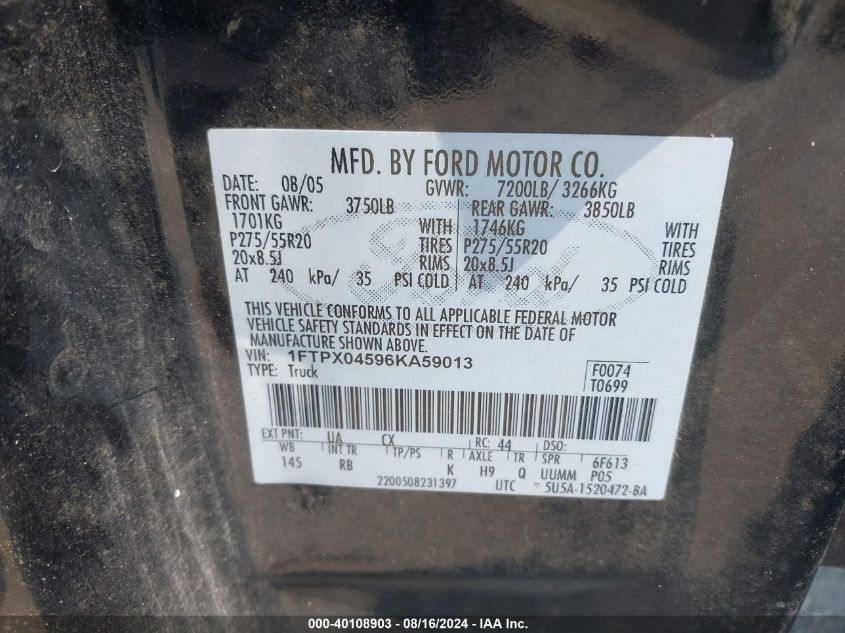 MFD. BY FORD MOTOR CO.
DATE: 08/05 GVWR: 7200LB/ 3266KG
FRONT GAWR: 3750LB REAR GAWR: 3850LB
1701KG WITH 1746KG WITH
P275/55R20 TIRES P275/55R20 TIRES
20x8.5J RIMS 20x8.5J RIMS
AT 240 kPa/ 35 PSI COLD AT 240 kPa/ 35 PSI COLD
THIS VEHICLE CONFORMS TO ALL APPLICABLE FEDERAL MOTOR
VEHICLE SAFETY STANDARDS IN EFFECT ON THE DATE OF
MANUFACTURE SHOWN ABOVE.
VIN: 1FTPX04596KA59013
TYPE: Truck
F0074
T0699
EXT PNT: UA CX RC: 44 DSO:
WB INT TR TP/PS R AXLE TR SPR 6F613
145 RB K H9 Q UUMM P05
2200508231397 UTC 5U5A-1520472-BA
000-40108903 - 08/16/2024 - IAA Inc.